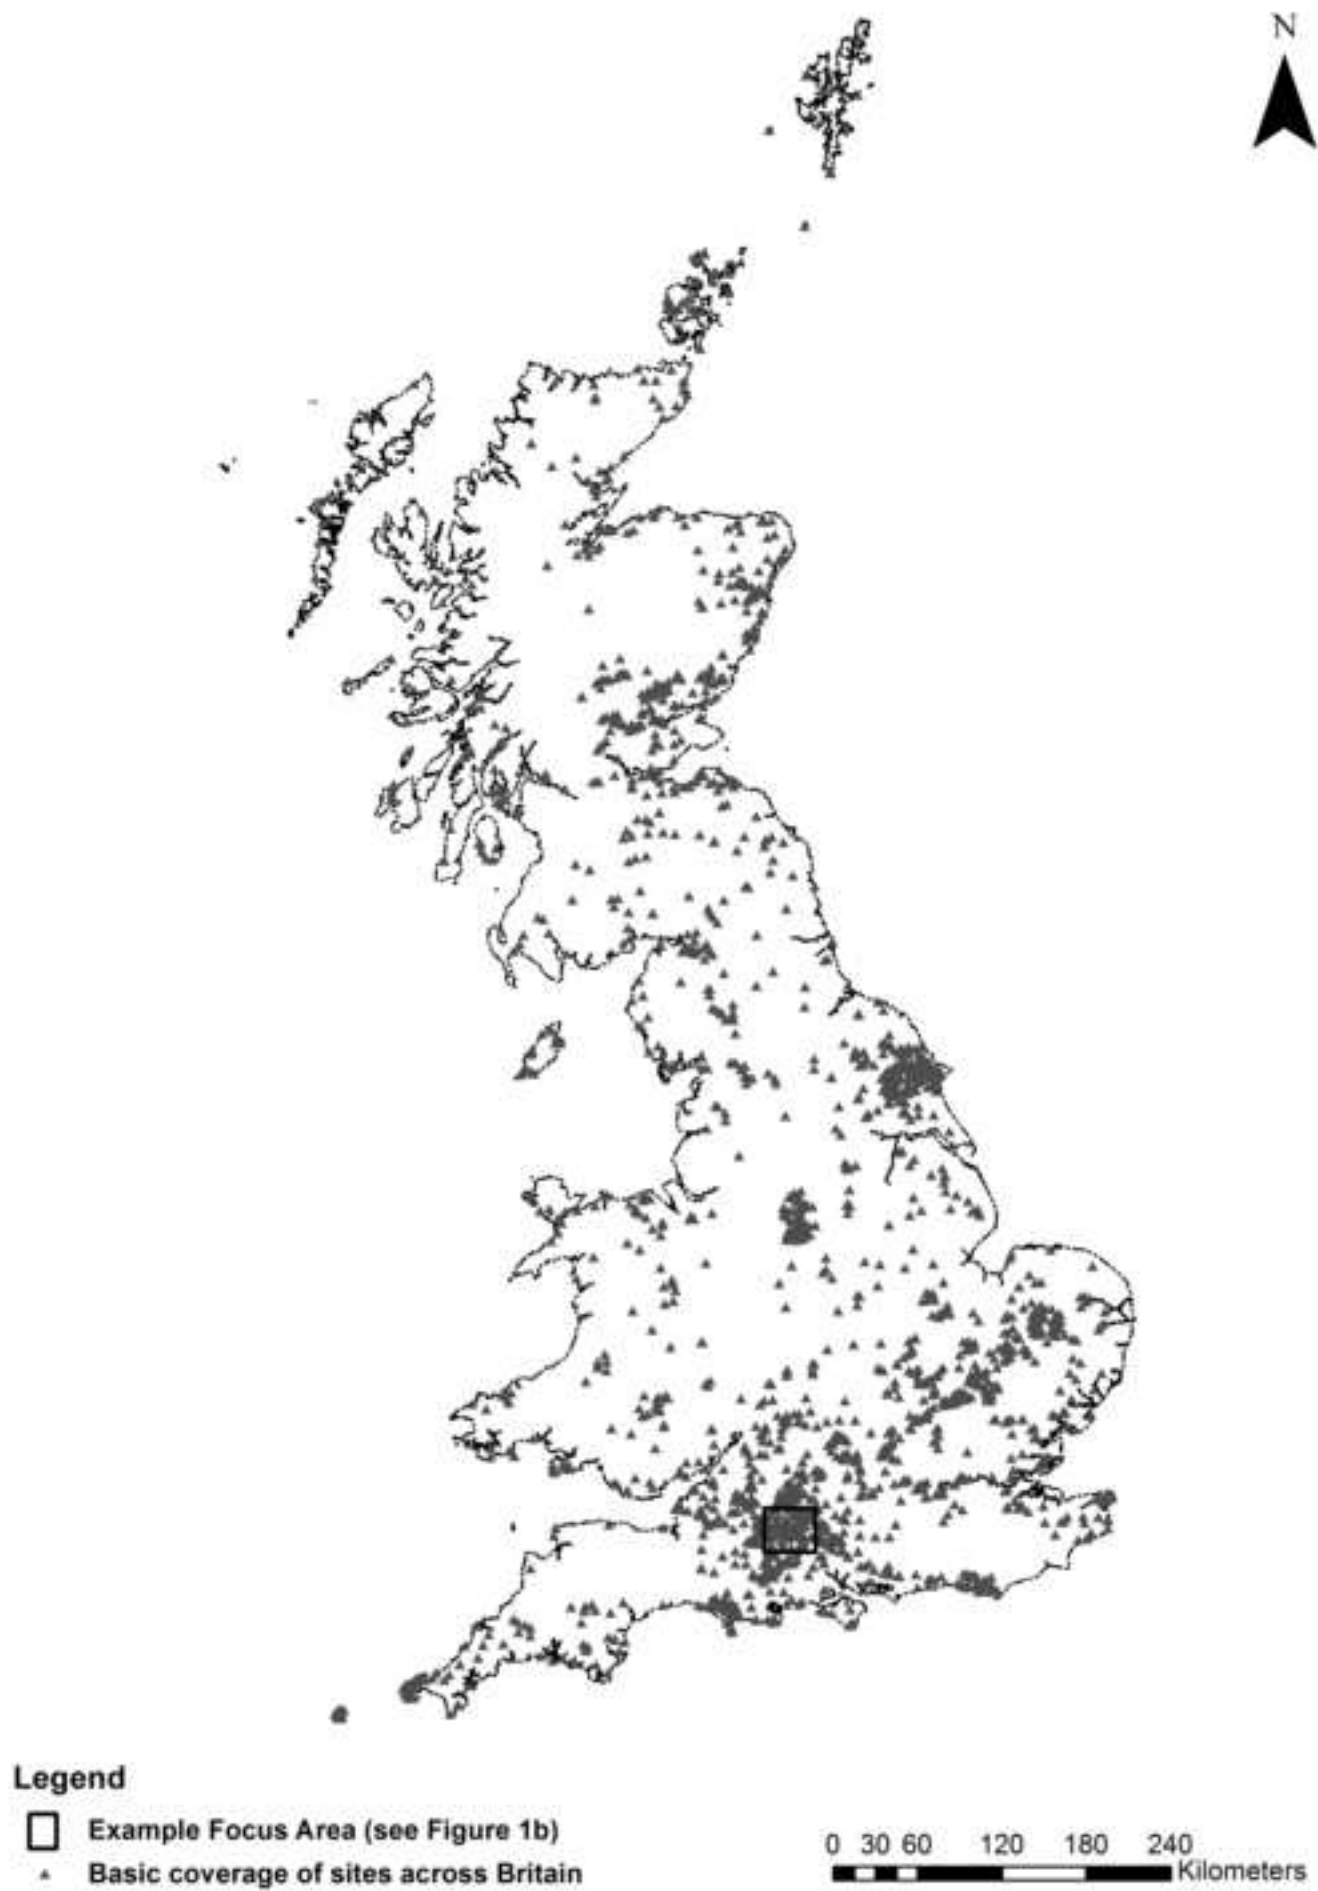 N
Legend
Example Focus Area (see Figure 1b)
Basic coverage of sites across Britain
0 30 60 120 180 240
Kilometers